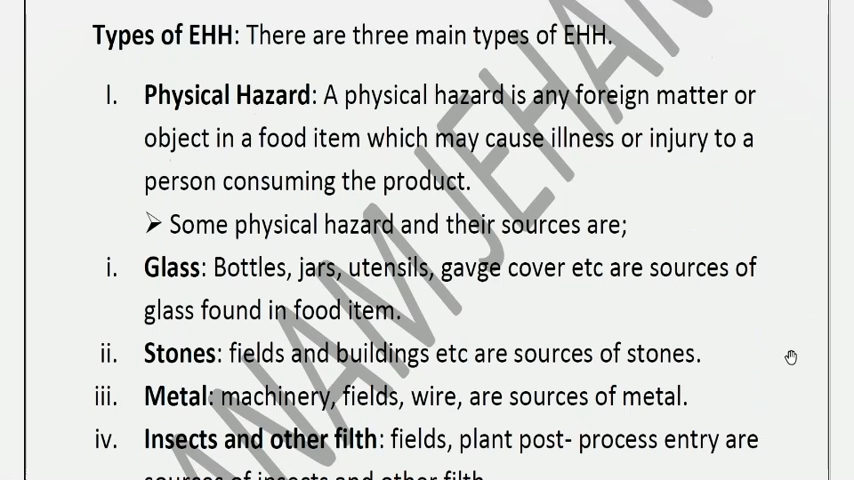 Types of EHH: There are three main types of EHH.
I. Physical Hazard: A physical hazard is any foreign matter or
object in a food item which may cause illness or injury to a
person consuming the product.
➢ Some physical hazard and their sources are;
i. Glass: Bottles, jars, utensils, gavge cover etc are sources of
glass found in food item.
ii. Stones: fields and buildings etc are sources of stones.
iii. Metal: machinery, fields, wire, are sources of metal.
iv. Insects and other filth: fields, plant post- process entry are
sources of insects and other filth.
ANAM JEHAN